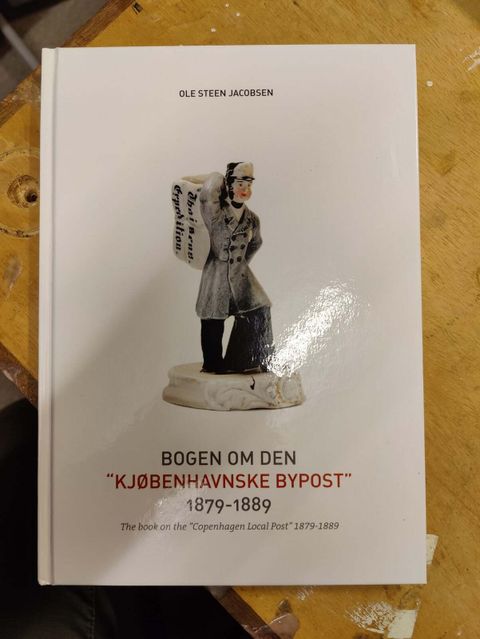 OLE STEEN JACOBSEN
BOGEN OM DEN
"KJØBENHAVNSKE BYPOST"
1879-1889
The book on the "Copenhagen Local Post" 1879-1889